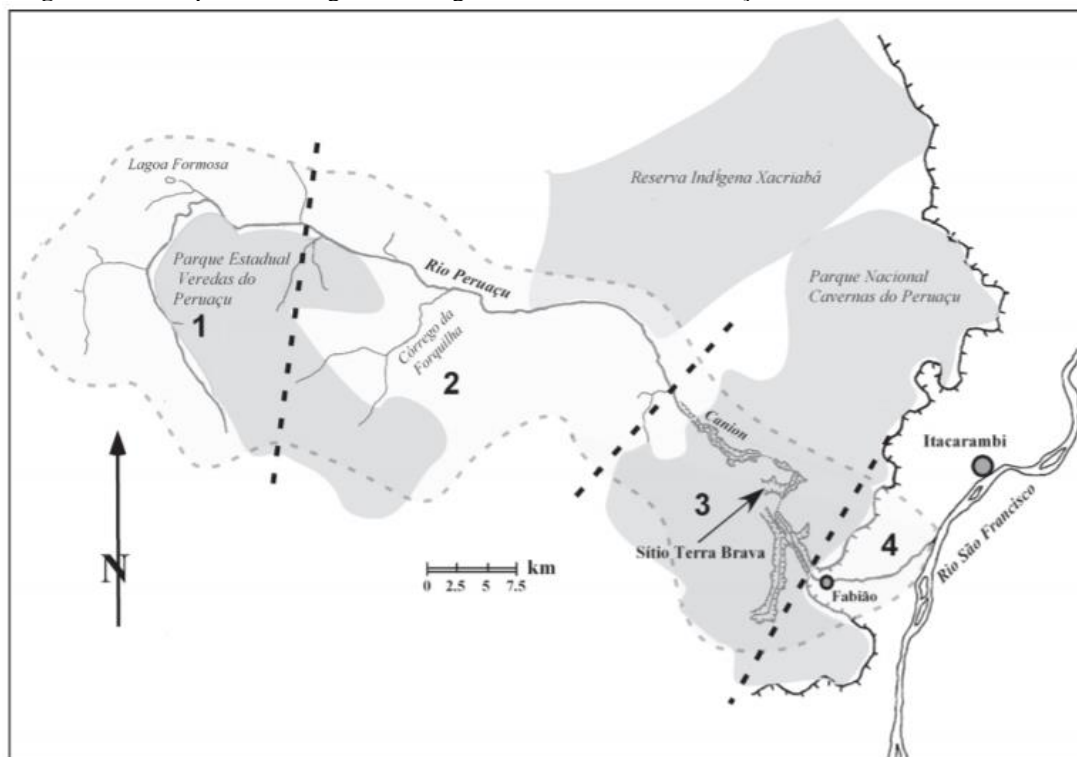 Lagoa Formosa
Reserva Indígena Xacriabá
Parque Estadual
Veredas do
Peruaçu
1
Rio Peruaçu
Parque Nacional
Cavernas do Peruaçu
Córrego da
Forquilha
2
Canion
Itacarambi
3
Sítio Terra Brava
4
Rio São Francisco
Fabião
N
km
0 2.5 5 7.5